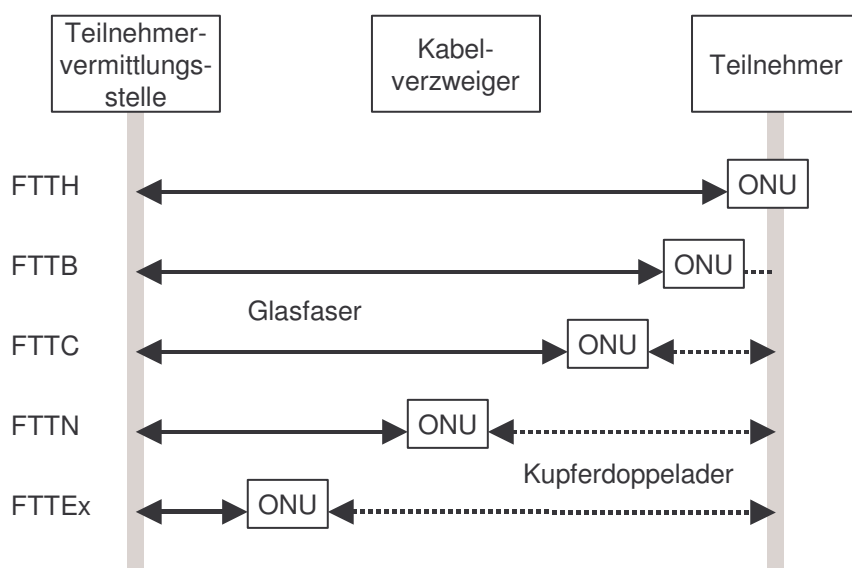 Teilnehmer-
vermittlungs-
stelle
Kabel-
verzweiger
Teilnehmer
FTTH
ONU
FTTB
ONU
Glasfaser
FTTC
ONU
FTTN
ONU
Kupferdoppelader
FTTEx
ONU